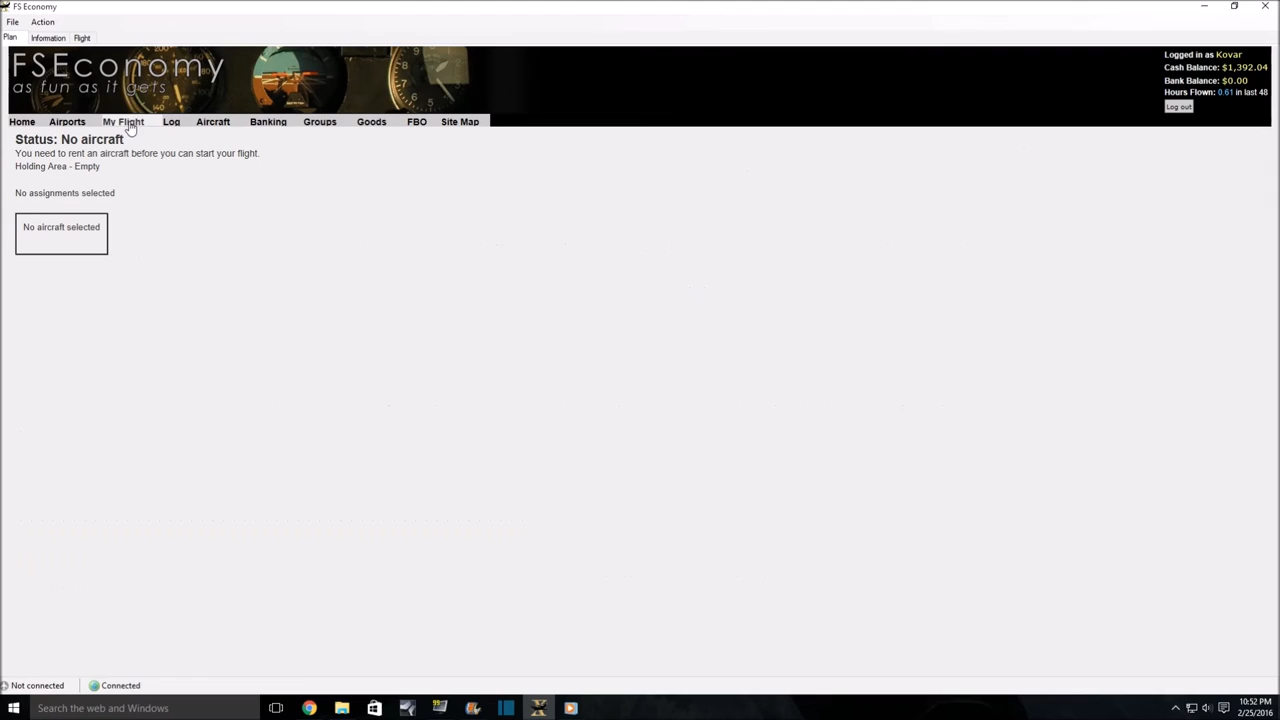 FS Economy
File Action
Plan Information Flight
FSEconomy
as fun as it gets
Logged in as Kovar
Cash Balance: $1,392.04
Bank Balance: $0.00
Hours Flown: 0.61 in last 48
Log out
Home Airports My Flight Log Aircraft Banking Groups Goods FBO Site Map
Status: No aircraft
You need to rent an aircraft before you can start your flight.
Holding Area - Empty
No assignments selected
No aircraft selected
Not connected Connected
Search the web and Windows
10:52 PM
2/25/2016